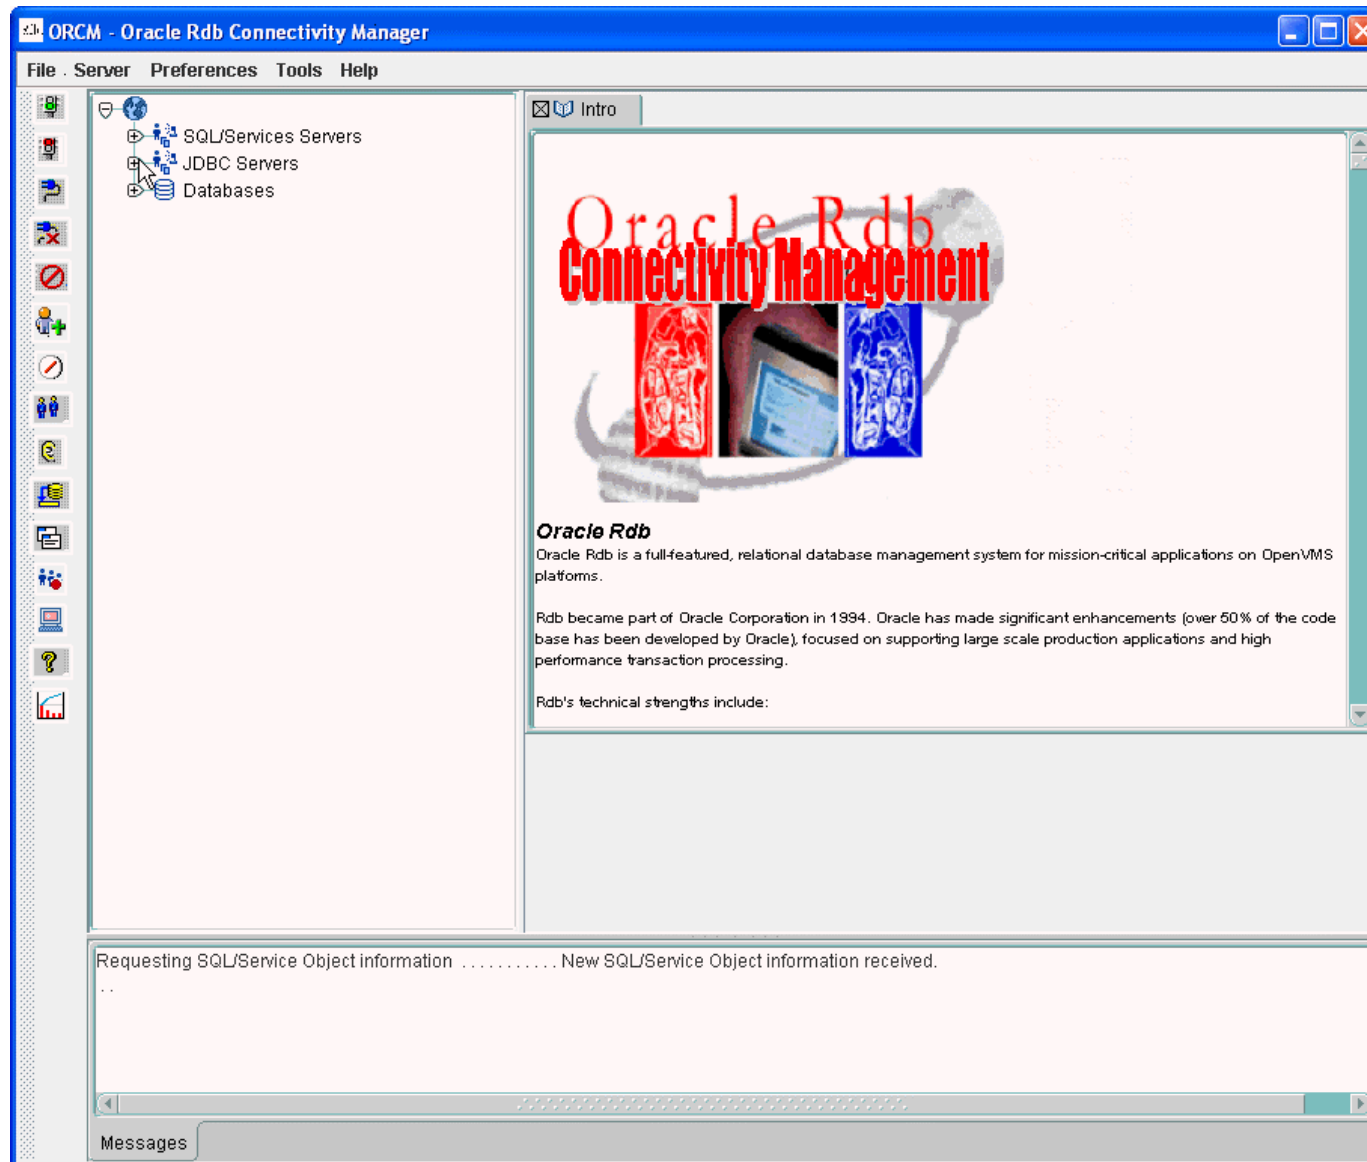 ORCM - Oracle Rdb Connectivity Manager
File Server Preferences Tools Help
SQL/Services Servers
JDBC Servers
Databases
Intro
Oracle Rdb
Connectivity Management
Oracle Rdb
Oracle Rdb is a full-featured, relational database management system for mission-critical applications on OpenVMS
platforms.
Rdb became part of Oracle Corporation in 1994. Oracle has made significant enhancements (over 50% of the code
base has been developed by Oracle), focused on supporting large scale production applications and high
performance transaction processing.
Rdb's technical strengths include:
Requesting SQL/Service Object information . . . . . . . . . . . New SQL/Service Object information received.
. .
Messages